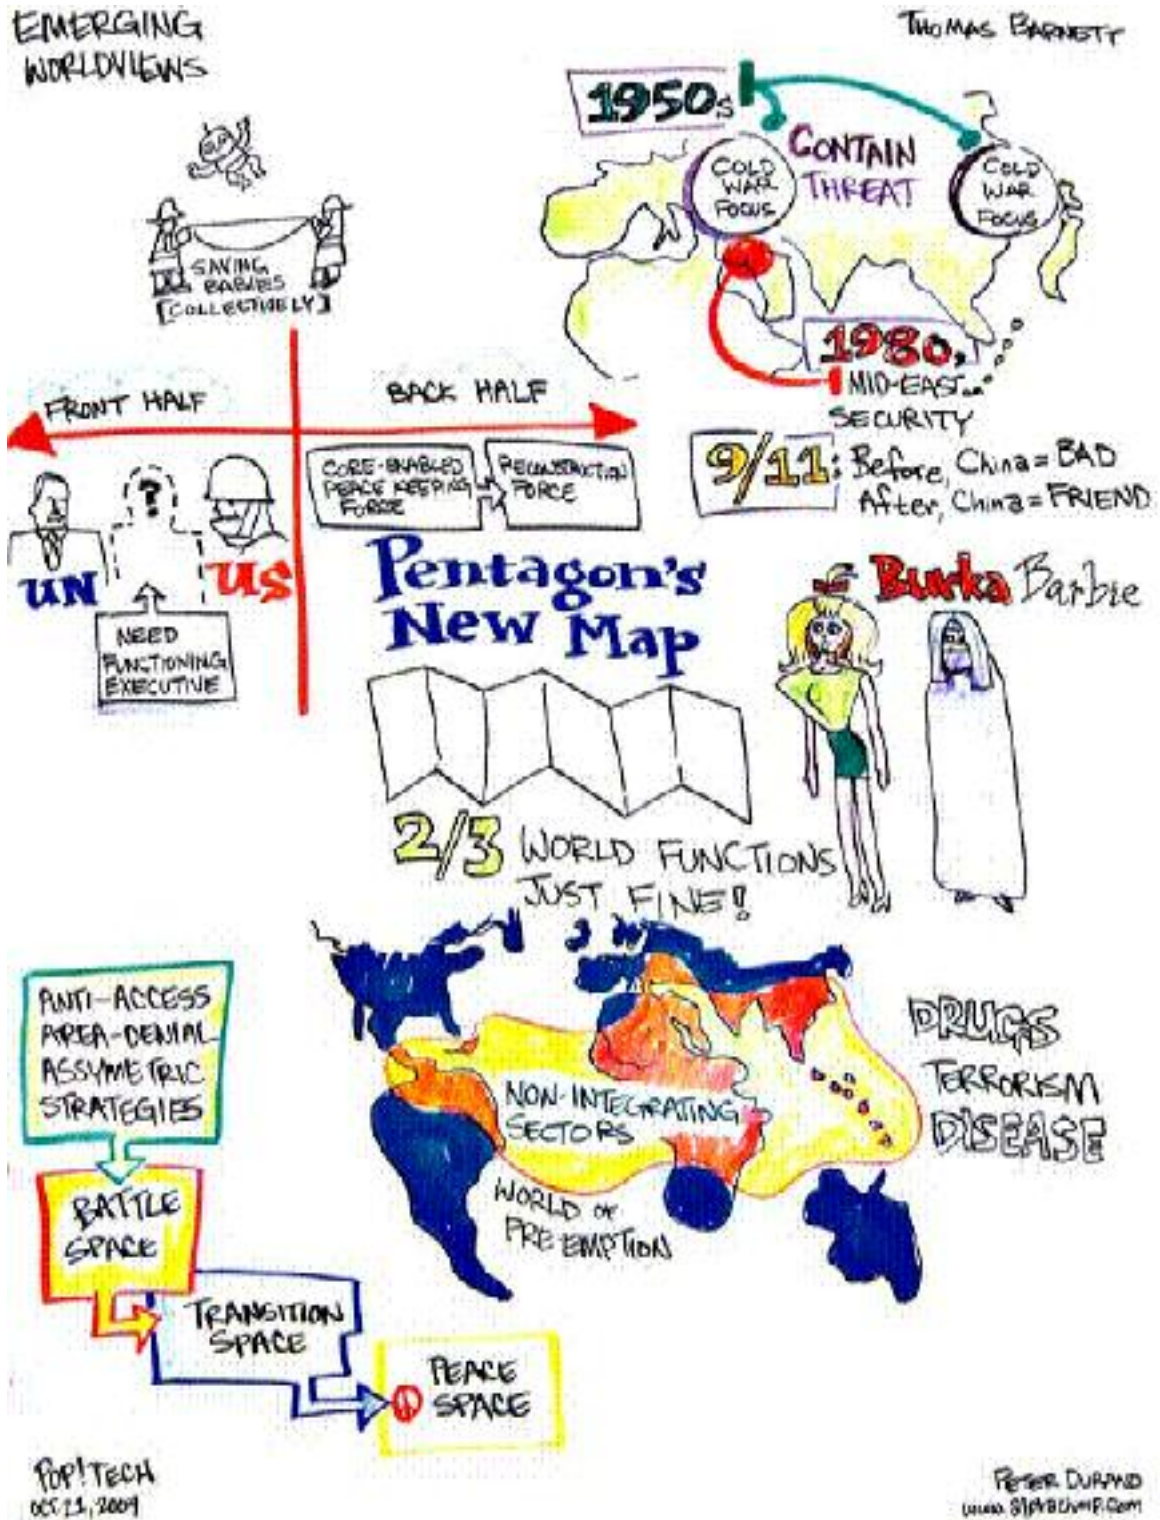 EMERGING
WORLDVIEWS
THOMAS BARNETT
1950s
CONTAIN
THREAT
COLD
WAR
FOCUS
COLD
WAR
FOCUS
SAVING
BABIES
[COLLECTIVELY]
1980s
MID-EAST
SECURITY
FRONT HALF
BACK HALF
CORE-ENABLED
PEACE KEEPING
FORCE
RECONSTRUCTION
FORCE
9/11: Before, China = BAD
After, China = FRIEND
?
UN
US
NEED
FUNCTIONING
EXECUTIVE
Pentagon's
New Map
Burka Barbie
2/3 WORLD FUNCTIONS
JUST FINE!
ANTI-ACCESS
AREA-DENIAL
ASSYMETRIC
STRATEGIES
NON-INTEGRATING
SECTORS
DRUGS
TERRORISM
DISEASE
WORLD OF
PRE EMPTION
BATTLE
SPACE
TRANSITION
SPACE
PEACE
SPACE
POP!TECH
OCT 21, 2004
PETER DURAND
www.alphachimp.com